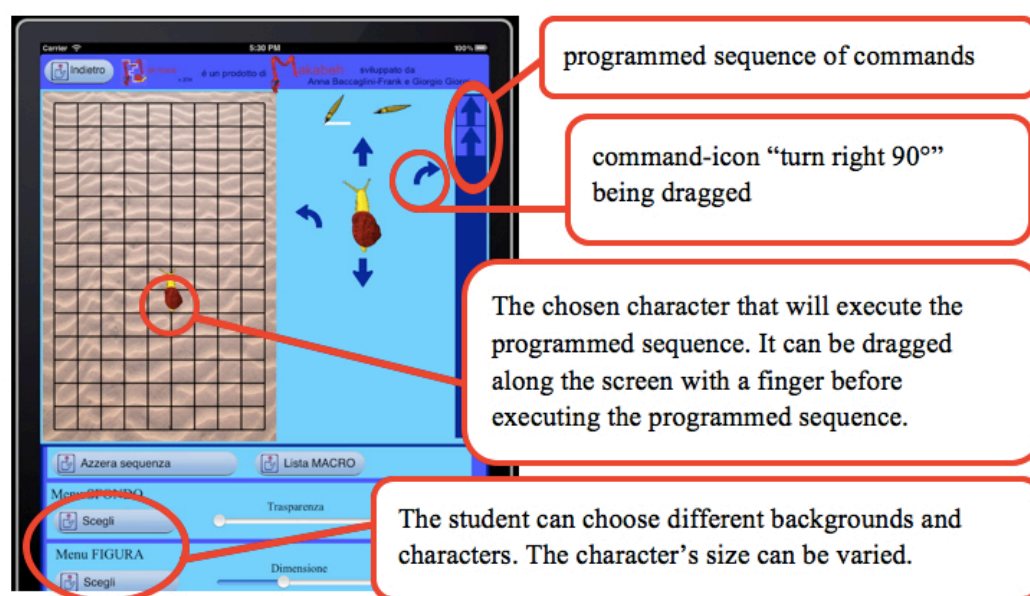 Carrier 5:30 PM 100%
Indietro
è un prodotto di Makabah sviluppato da
Anna Baccaglini-Frank e Giorgio
programmed sequence of commands
command-icon “turn right 90°”
being dragged
The chosen character that will execute the
programmed sequence. It can be dragged
along the screen with a finger before
executing the programmed sequence.
Azzera sequenza Lista MACRO
Menu SFONDO
Trasparenza
Scegli
Menu FIGURA
Dimensione
Scegli
The student can choose different backgrounds and
characters. The character’s size can be varied.